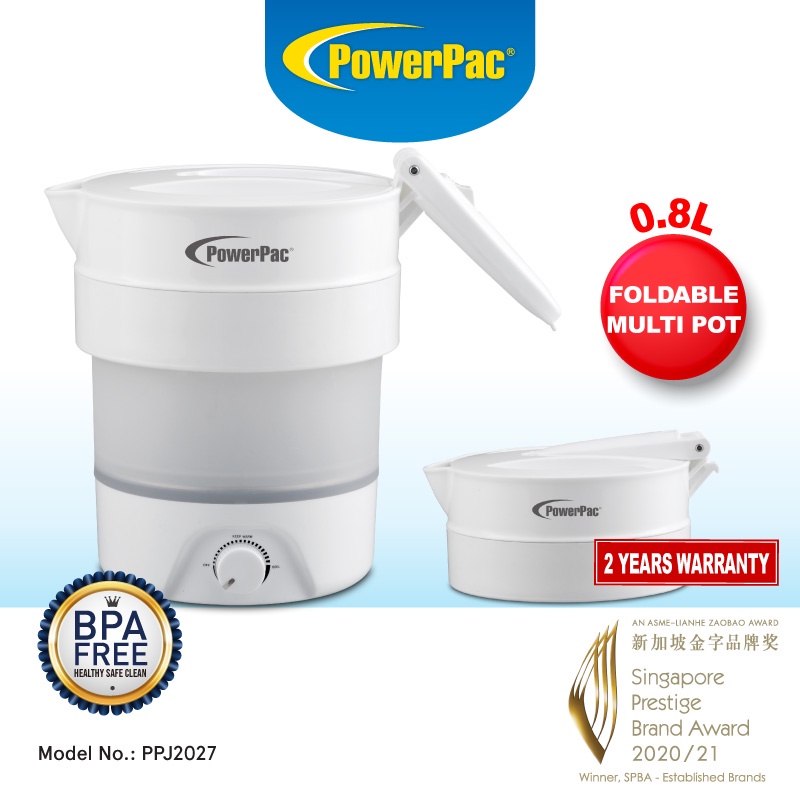 PowerPac®
PowerPac®
0.8L
FOLDABLE
MULTI POT
KEEP WARM
PowerPac®
2 YEARS WARRANTY
BPA
FREE
HEALTHY SAFE CLEAN
AN ASME-LIANHE ZAOBAO AWARD
新加坡金字品牌奖
Singapore
Prestige
Brand Award
2020/21
Winner, SPBA - Established Brands
Model No.: PPJ2027